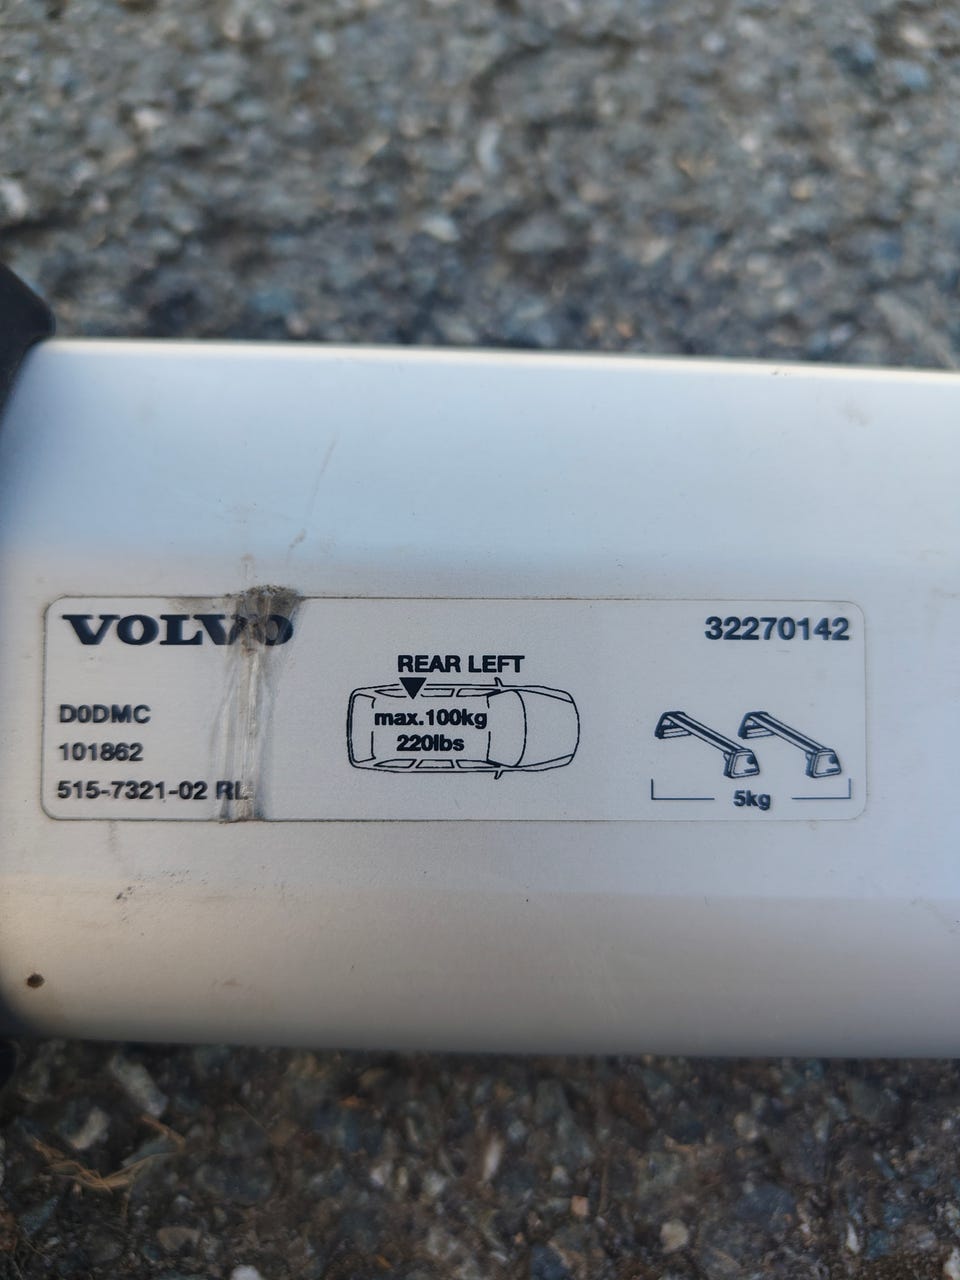 VOLVO
32270142
REAR LEFT
D0DMC
101862
515-7321-02 RL
max.100kg
220lbs
5kg